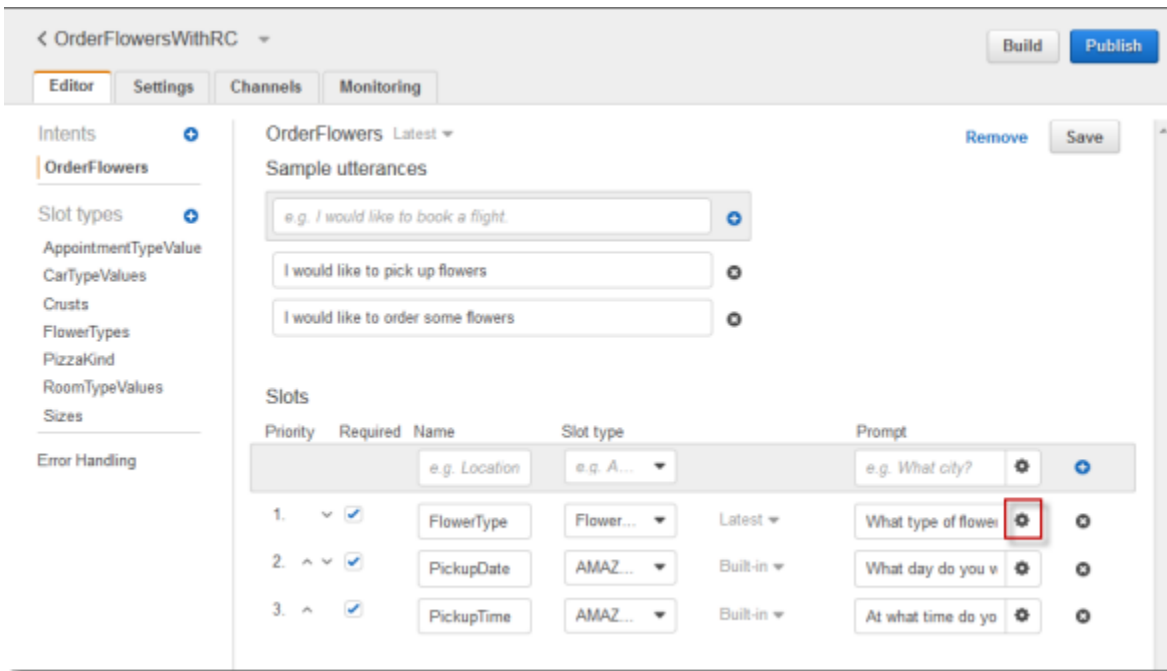 < OrderFlowersWithRC
Build Publish
Editor Settings Channels Monitoring
Intents
OrderFlowers
Slot types
AppointmentTypeValue
CarTypeValues
Crusts
FlowerTypes
PizzaKind
RoomTypeValues
Sizes
Error Handling
OrderFlowers Latest
Remove Save
Sample utterances
e.g. I would like to book a flight.
I would like to pick up flowers
I would like to order some flowers
Slots
Priority Required Name Slot type Prompt
e.g. Location e.g. A... e.g. What city?
1. FlowerType Flower... Latest What type of flower
2. PickupDate AMAZ... Built-in What day do you w
3. PickupTime AMAZ... Built-in At what time do yo